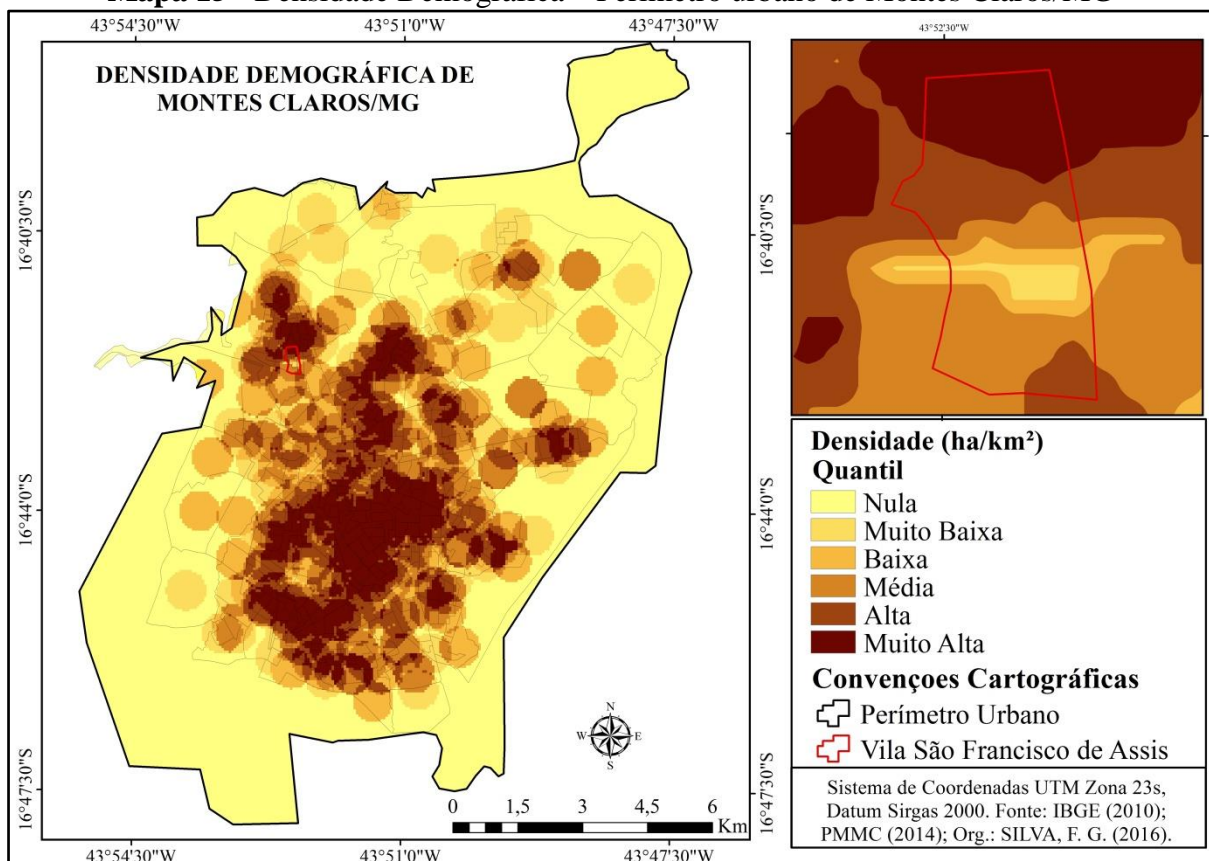 Mapa 15 - Densidade Demográfica – Perímetro urbano de Montes Claros/MG
43°54'30"W
43°51'0"W
43°47'30"W
43°52'30"W
DENSIDADE DEMOGRÁFICA DE
MONTES CLAROS/MG
16°40'30"S
16°44'0"S
16°47'30"S
16°40'30"S
16°44'0"S
16°47'30"S
N
W E
S
0 1,5 3 4,5 6
Km
43°54'30"W
43°51'0"W
43°47'30"W
Densidade (ha/km²)
Quantil
Nula
Muito Baixa
Baixa
Média
Alta
Muito Alta
Convençoes Cartográficas
Perímetro Urbano
Vila São Francisco de Assis
Sistema de Coordenadas UTM Zona 23s,
Datum Sirgas 2000. Fonte: IBGE (2010);
PMMC (2014); Org.: SILVA, F. G. (2016).